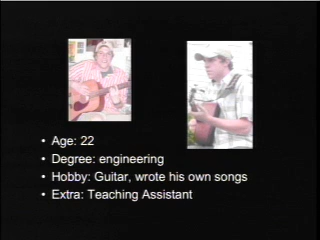 • Age: 22
• Degree: engineering
• Hobby: Guitar, wrote his own songs
• Extra: Teaching Assistant